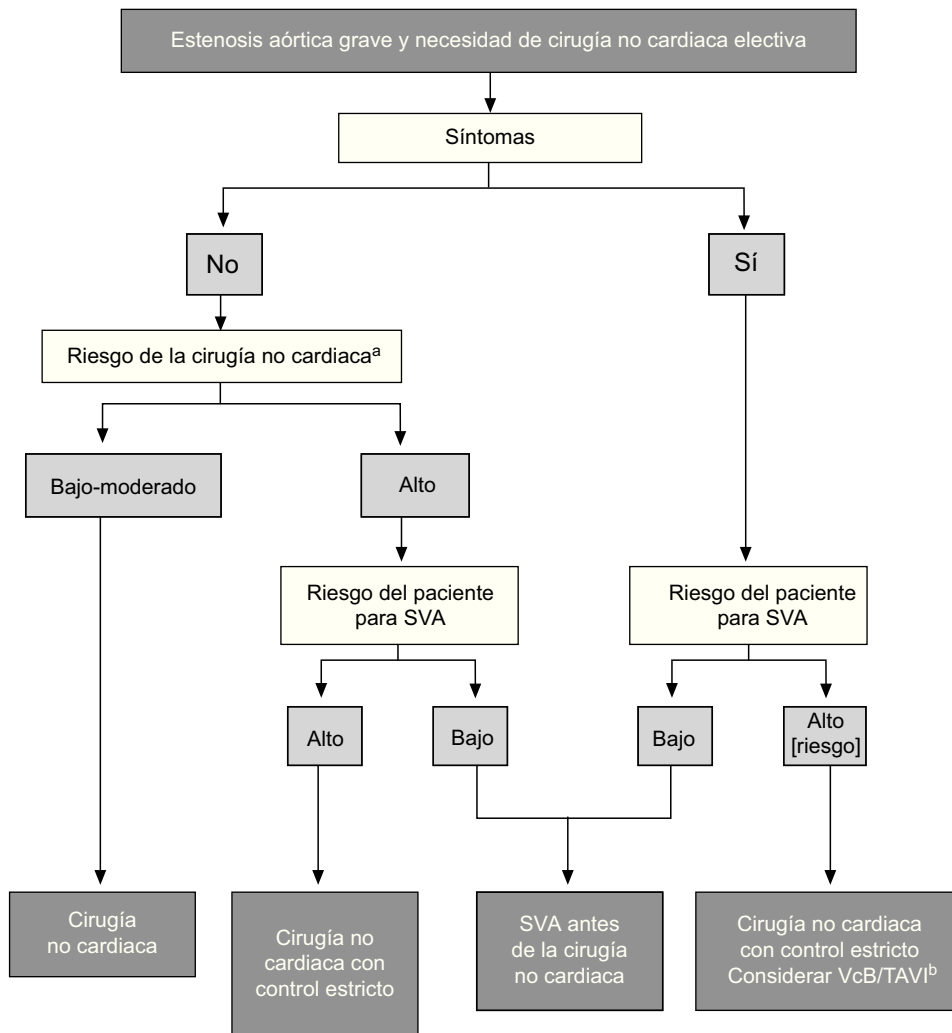 Estenosis aórtica grave y necesidad de cirugía no cardiaca electiva
Síntomas
No
Sí
Riesgo de la cirugía no cardiacaᵃ
Bajo-moderado
Alto
Riesgo del paciente
para SVA
Riesgo del paciente
para SVA
Alto
Bajo
Bajo
Alto
[riesgo]
Cirugía
no cardiaca
Cirugía no
cardiaca con
control estricto
SVA antes
de la cirugía
no cardiaca
Cirugía no cardiaca
con control estricto
Considerar VcB/TAVIᵇ